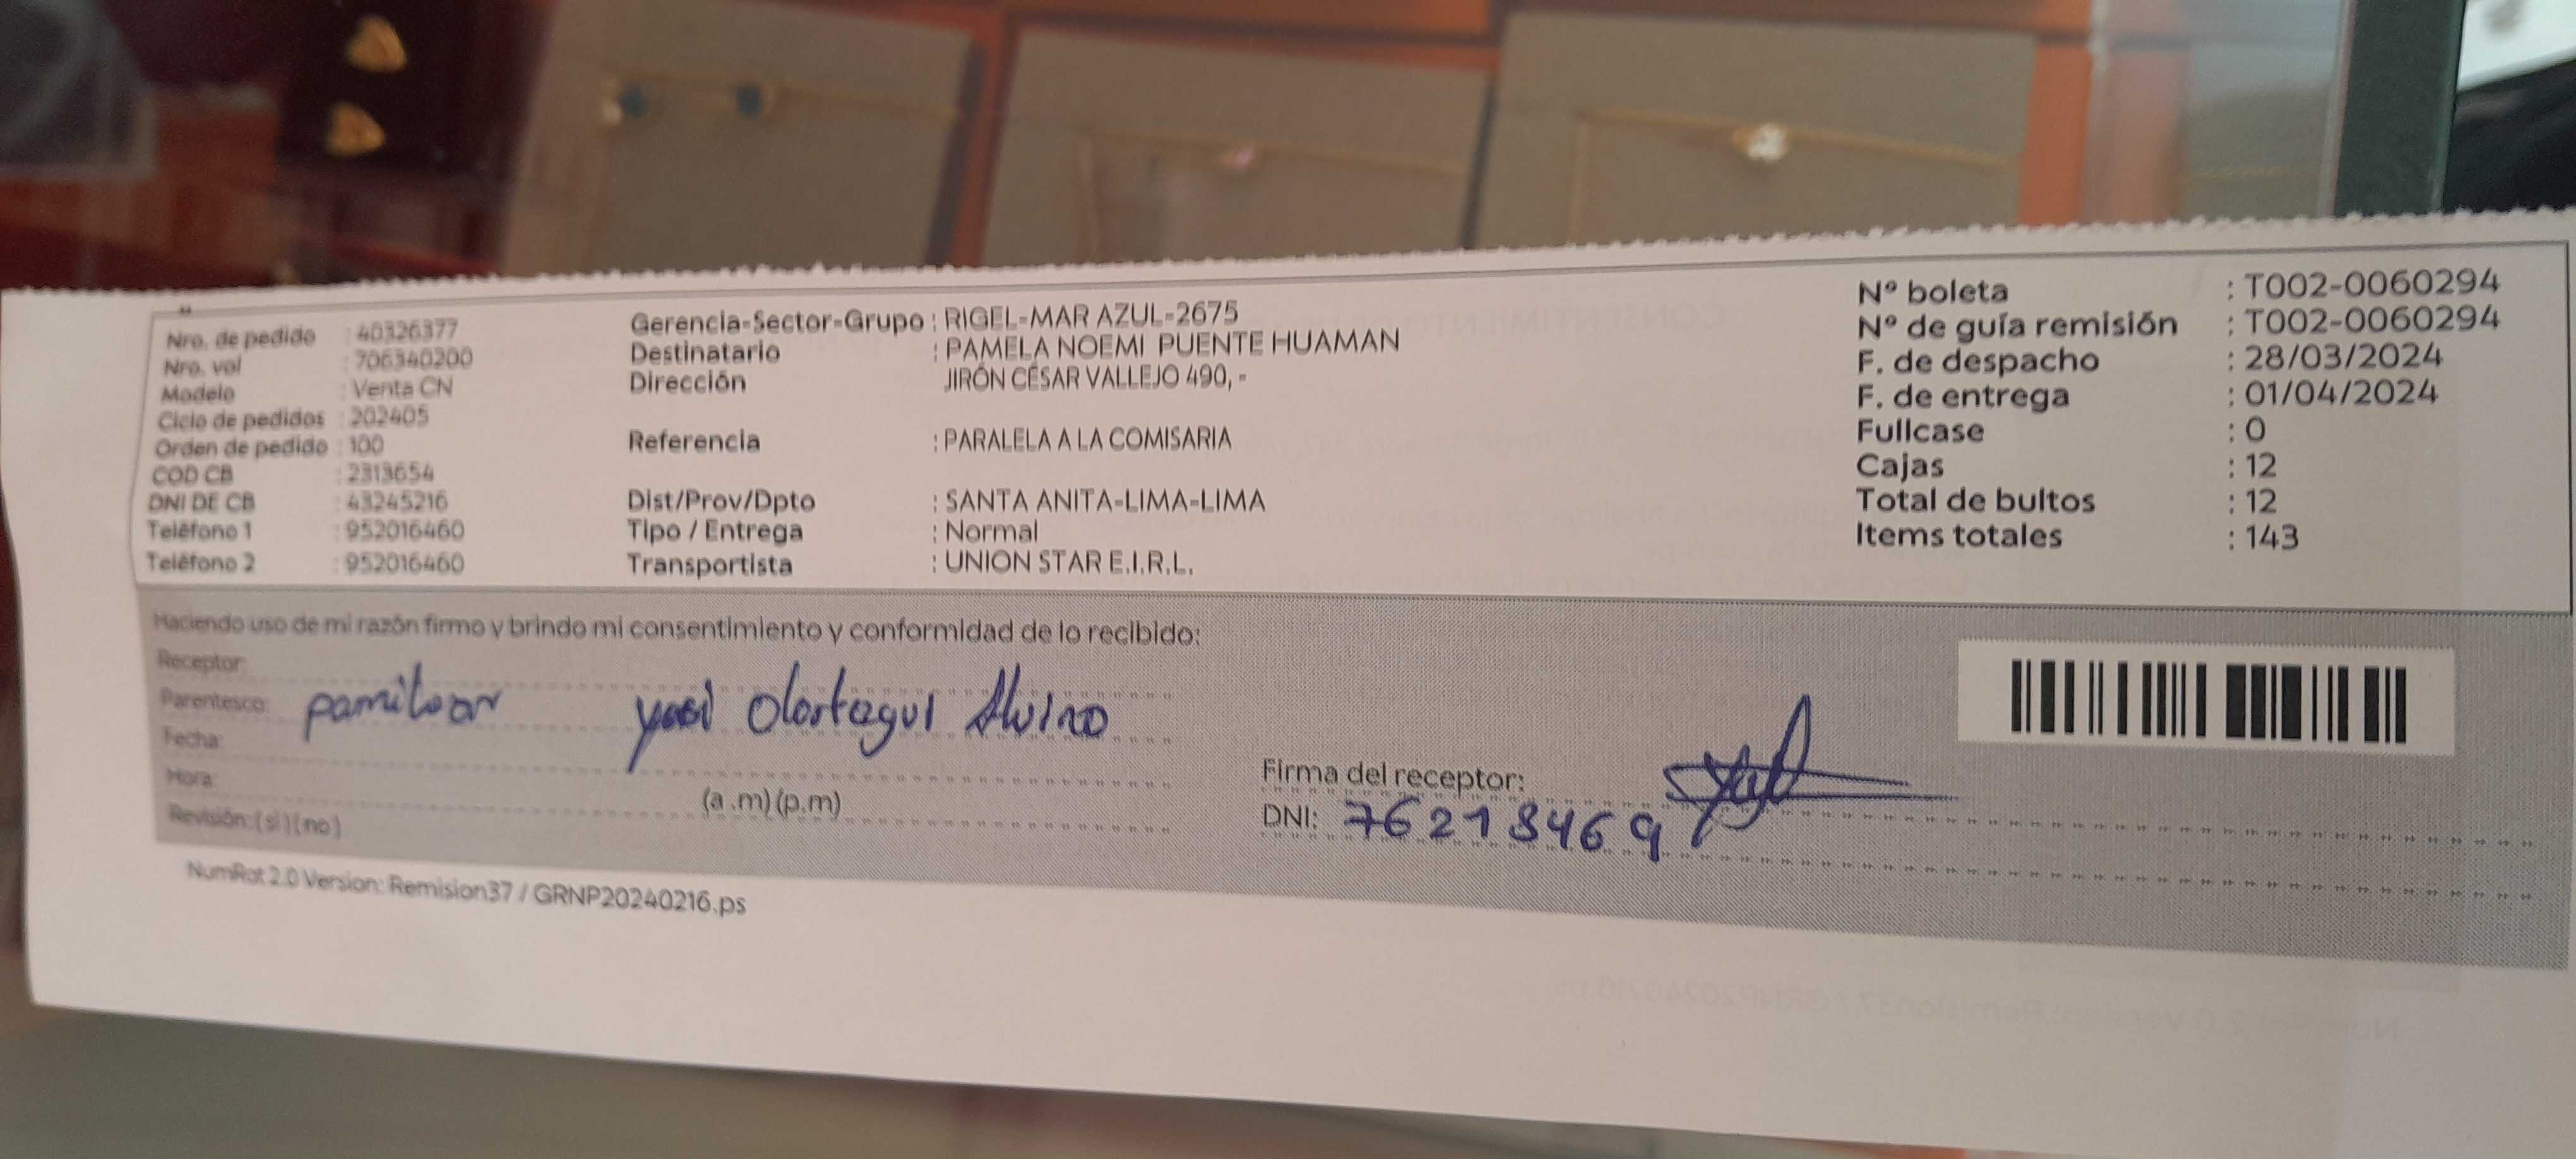 Nro. de pedido : 40326377
Nro. vol : 706340200
Modelo : Venta CN
Ciclo de pedidos : 202405
Orden de pedido : 100
COD CB : 2313654
DNI DE CB : 43245216
Teléfono 1 : 952016460
Teléfono 2 : 952016460
Gerencia-Sector-Grupo : RIGEL-MAR AZUL-2675
Destinatario : PAMELA NOEMI PUENTE HUAMAN
Dirección JIRÓN CÉSAR VALLEJO 490, -
Referencia : PARALELA A LA COMISARIA
Dist/Prov/Dpto : SANTA ANITA-LIMA-LIMA
Tipo / Entrega : Normal
Transportista : UNION STAR E.I.R.L.
Nº boleta : T002-0060294
Nº de guía remisión : T002-0060294
F. de despacho : 28/03/2024
F. de entrega : 01/04/2024
Fullcase : 0
Cajas : 12
Total de bultos : 12
Items totales : 143
Haciendo uso de mi razón firmo y brindo mi consentimiento y conformidad de lo recibido:
Receptor:
Parentesco:
Fecha:
Hora: (a.m)(p.m)
Revisión: (si) (no)
Firma del receptor:
DNI: 76213469
NumRot 2.0 Version: Remision37 / GRNP20240216.ps